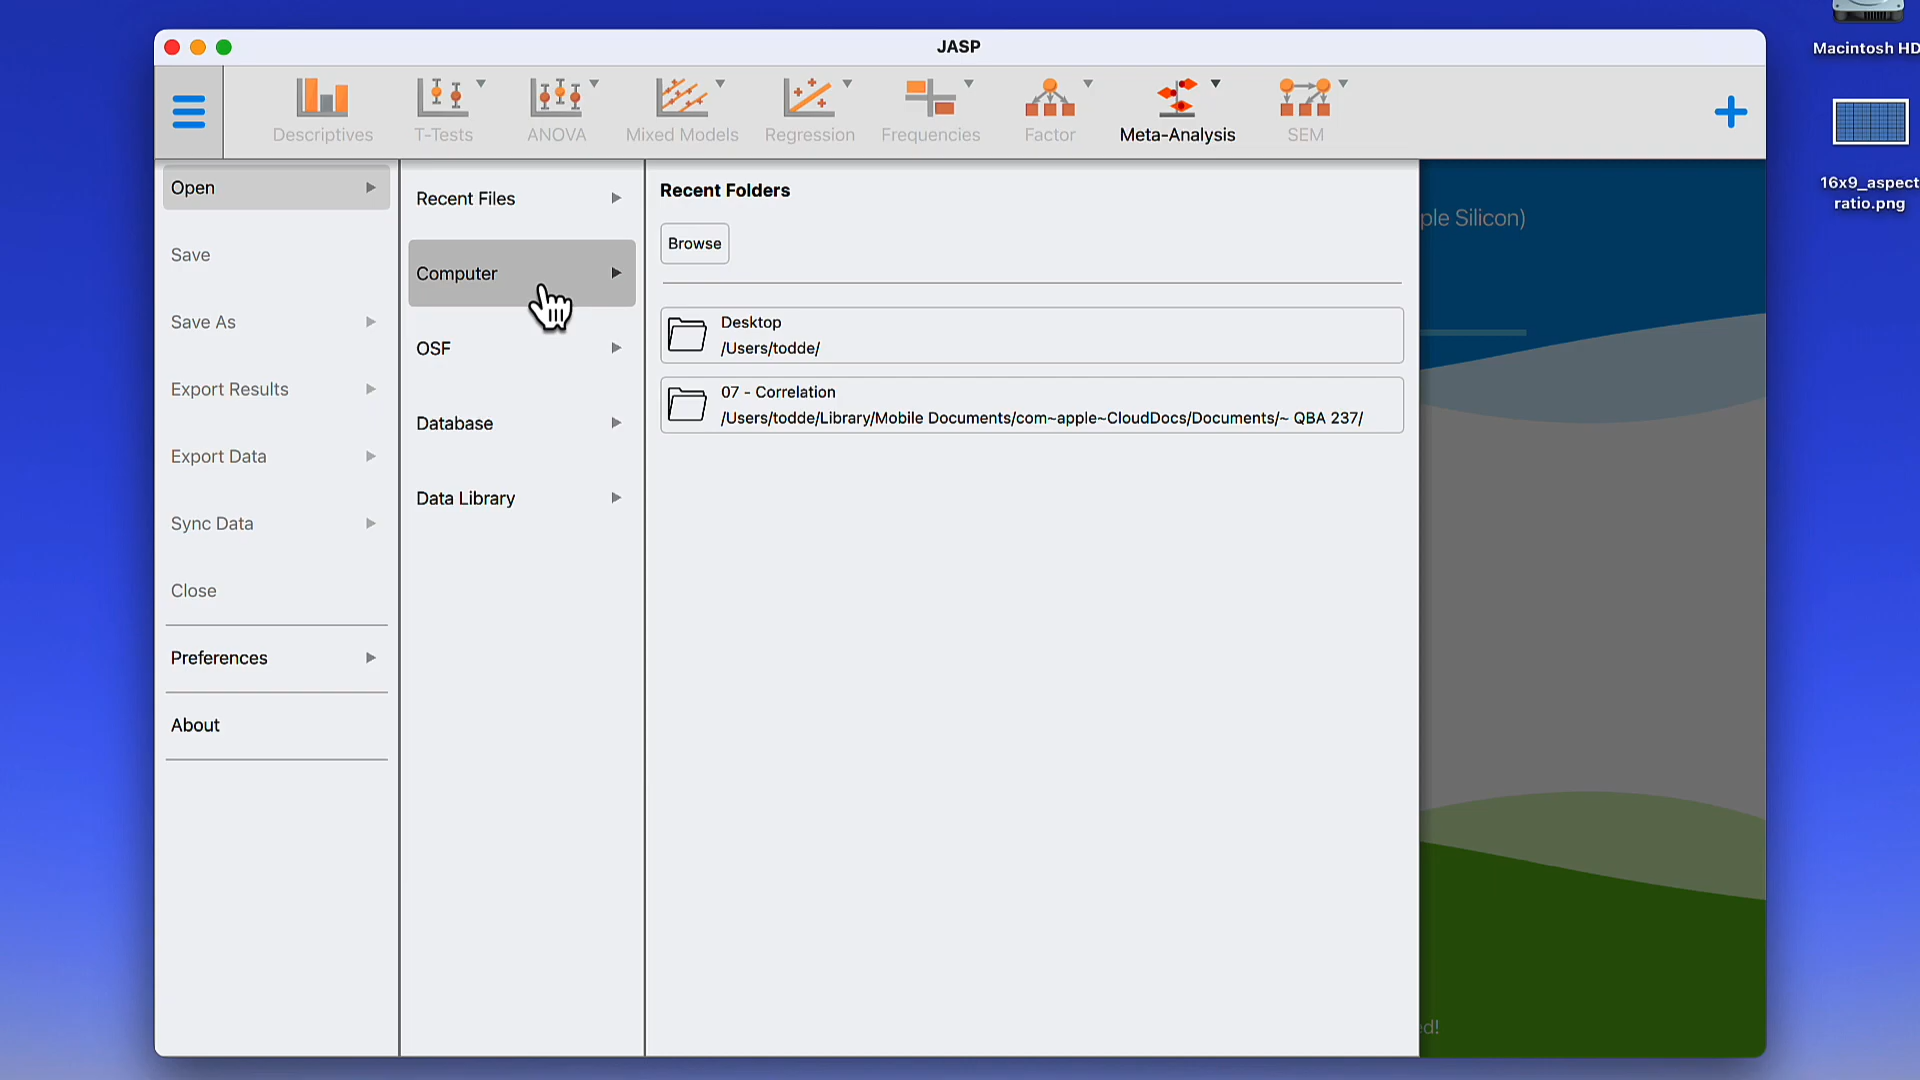 JASP
Macintosh HD
16x9_aspect
ratio.png
Descriptives
T-Tests
ANOVA
Mixed Models
Regression
Frequencies
Factor
Meta-Analysis
SEM
Open
Save
Save As
Export Results
Export Data
Sync Data
Close
Preferences
About
Recent Files
Computer
OSF
Database
Data Library
Recent Folders
Browse
Desktop
/Users/todde/
07 - Correlation
/Users/todde/Library/Mobile Documents/com~apple~CloudDocs/Documents/~ QBA 237/
ple Silicon)
ed!